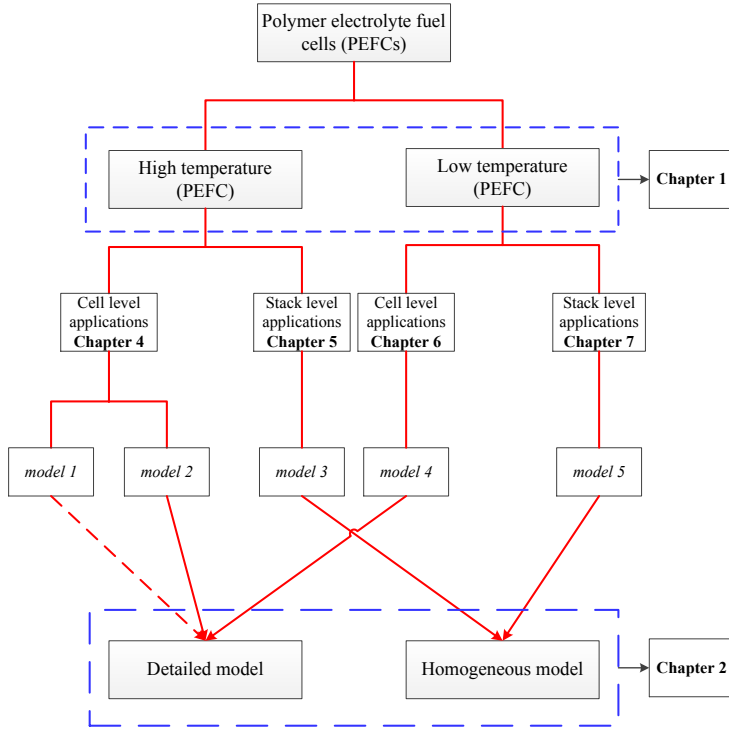 Polymer electrolyte fuel
cells (PEFCs)
High temperature
(PEFC)
Low temperature
(PEFC)
Chapter 1
Cell level
applications
Chapter 4
Stack level
applications
Chapter 5
Cell level
applications
Chapter 6
Stack level
applications
Chapter 7
model 1
model 2
model 3
model 4
model 5
Detailed model
Homogeneous model
Chapter 2